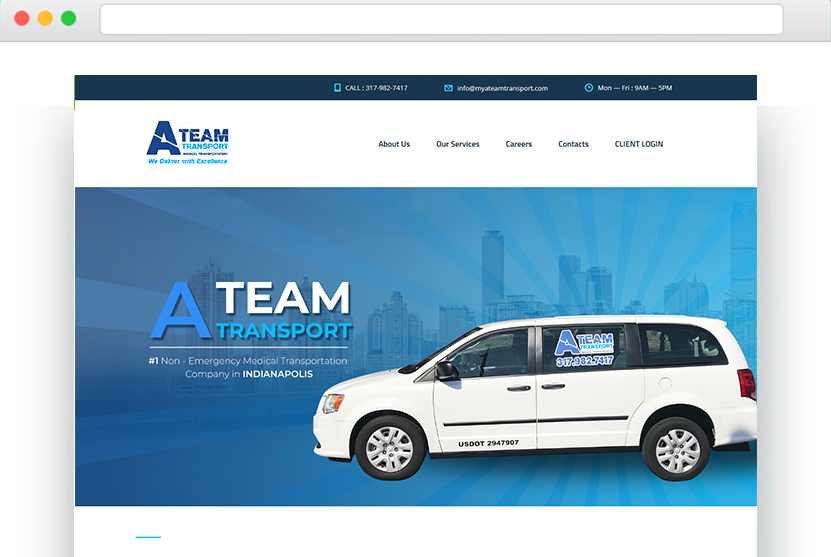 CALL : 317-982-7417
info@myateamtransport.com
Mon — Fri : 9AM — 5PM
A TEAM
TRANSPORT
MEDICAL TRANSPORTATION
We Deliver with Excellence
About Us
Our Services
Careers
Contacts
CLIENT LOGIN
A TEAM
TRANSPORT
#1 Non - Emergency Medical Transportation
Company in INDIANAPOLIS
A TEAM
TRANSPORT
317.982.7417
USDOT 2947907